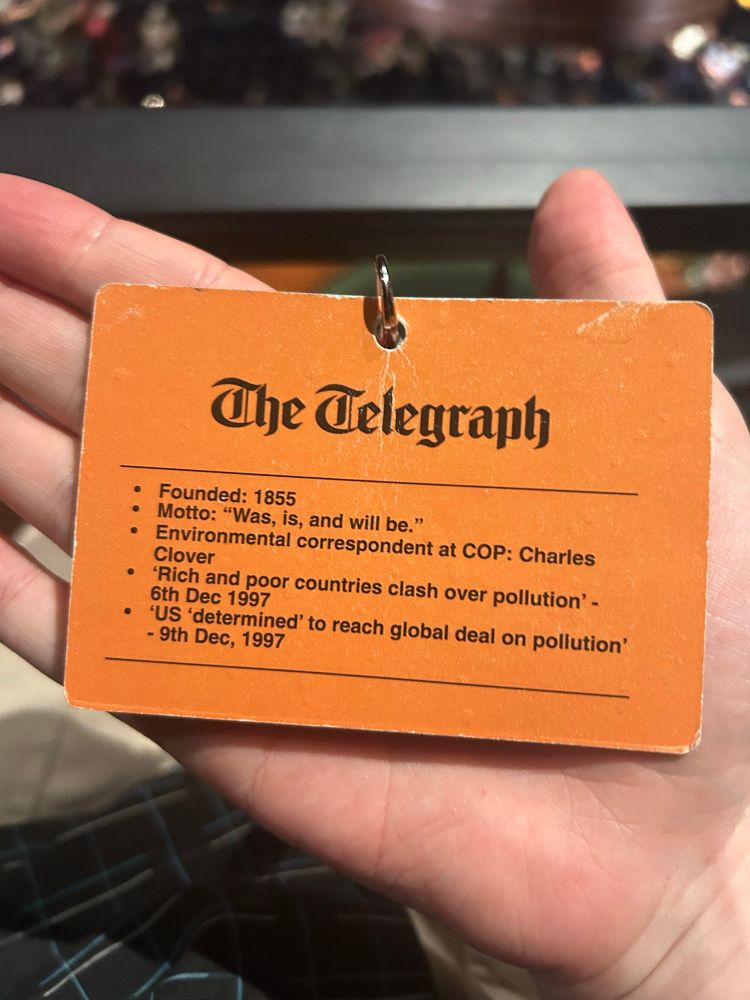 The Telegraph
• Founded: 1855
• Motto: “Was, is, and will be.”
• Environmental correspondent at COP: Charles
Clover
• ‘Rich and poor countries clash over pollution’ -
6th Dec 1997
• ‘US ‘determined’ to reach global deal on pollution’
- 9th Dec, 1997